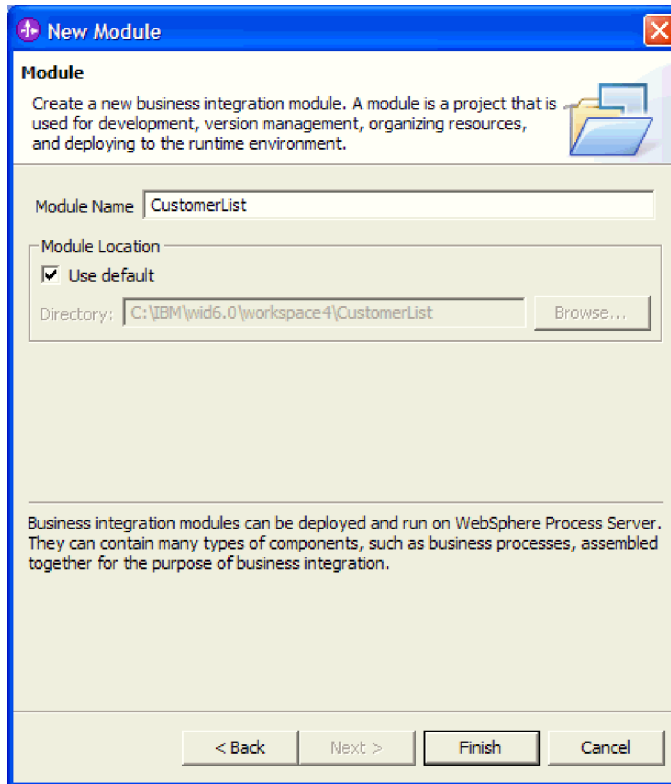 New Module
Module
Create a new business integration module. A module is a project that is
used for development, version management, organizing resources,
and deploying to the runtime environment.
Module Name CustomerList
Module Location
Use default
Directory: C:\IBM\wid6.0\workspace4\CustomerList Browse...
Business integration modules can be deployed and run on WebSphere Process Server.
They can contain many types of components, such as business processes, assembled
together for the purpose of business integration.
< Back Next > Finish Cancel